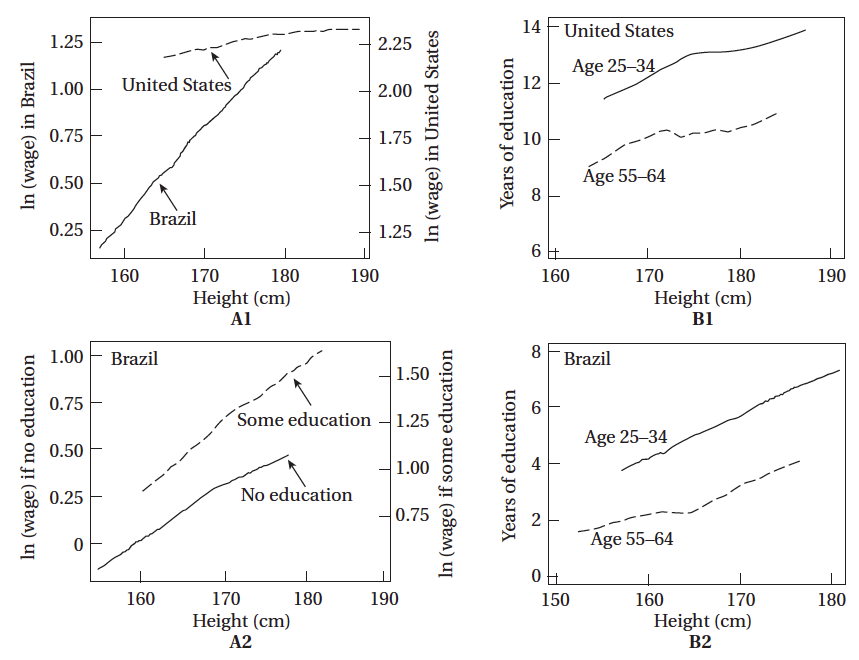 ln (wage) in Brazil
1.25
1.00
0.75
0.50
0.25
United States
Brazil
2.25
2.00
1.75
1.50
1.25
ln (wage) in United States
160 170 180 190
Height (cm)
A1
Years of education
14
12
10
8
6
United States
Age 25–34
Age 55–64
160 170 180 190
Height (cm)
B1
ln (wage) if no education
1.00
0.75
0.50
0.25
0
Brazil
Some education
No education
1.50
1.25
1.00
0.75
ln (wage) if some education
160 170 180 190
Height (cm)
A2
Years of education
8
6
4
2
0
Brazil
Age 25–34
Age 55–64
150 160 170 180
Height (cm)
B2